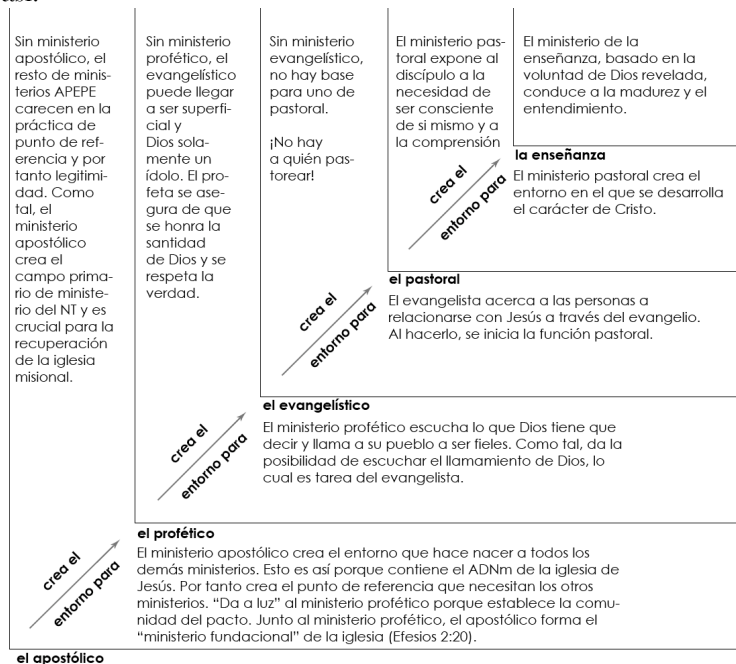 Sin ministerio
apostólico, el
resto de minis-
terios APEPE
carecen en la
práctica de
punto de ref-
erencia y por
tanto legitimi-
dad. Como
tal, el
ministerio
apostólico
crea el
campo prima-
rio de ministe-
rio del NT y es
crucial para la
recuperación
de la iglesia
misional.
Sin ministerio
profético, el
evangelístico
puede llegar
a ser superfi-
cial y
Dios sola-
mente un
ídolo. El pro-
feta se ase-
gura de que
se honra la
santidad
de Dios y se
respeta la
verdad.
Sin ministerio
evangelístico,
no hay base
para uno de
pastoral.
¡No hay
a quién pas-
torear!
El ministerio pas-
toral expone al
discípulo a la
necesidad de
ser consciente
de si mismo y a
la comprensión
El ministerio de la
enseñanza, basado en la
voluntad de Dios revelada,
conduce a la madurez y el
entendimiento.
la enseñanza
crea el
entorno para
El ministerio pastoral crea el
entorno en el que se desarrolla
el carácter de Cristo.
el pastoral
crea el
entorno para
El evangelista acerca a las personas a
relacionarse con Jesús a través del evangelio.
Al hacerlo, se inicia la función pastoral.
el evangelístico
crea el
entorno para
El ministerio profético escucha lo que Dios tiene que
decir y llama a su pueblo a ser fieles. Como tal, da la
posibilidad de escuchar el llamamiento de Dios, lo
cual es tarea del evangelista.
el profético
crea el
entorno para
El ministerio apostólico crea el entorno que hace nacer a todos los
demás ministerios. Esto es así porque contiene el ADNm de la iglesia de
Jesús. Por tanto crea el punto de referencia que necesitan los otros
ministerios. “Da a luz” al ministerio profético porque establece la comu-
nidad del pacto. Junto al ministerio profético, el apostólico forma el
“ministerio fundacional” de la iglesia (Efesios 2:20).
el apostólico